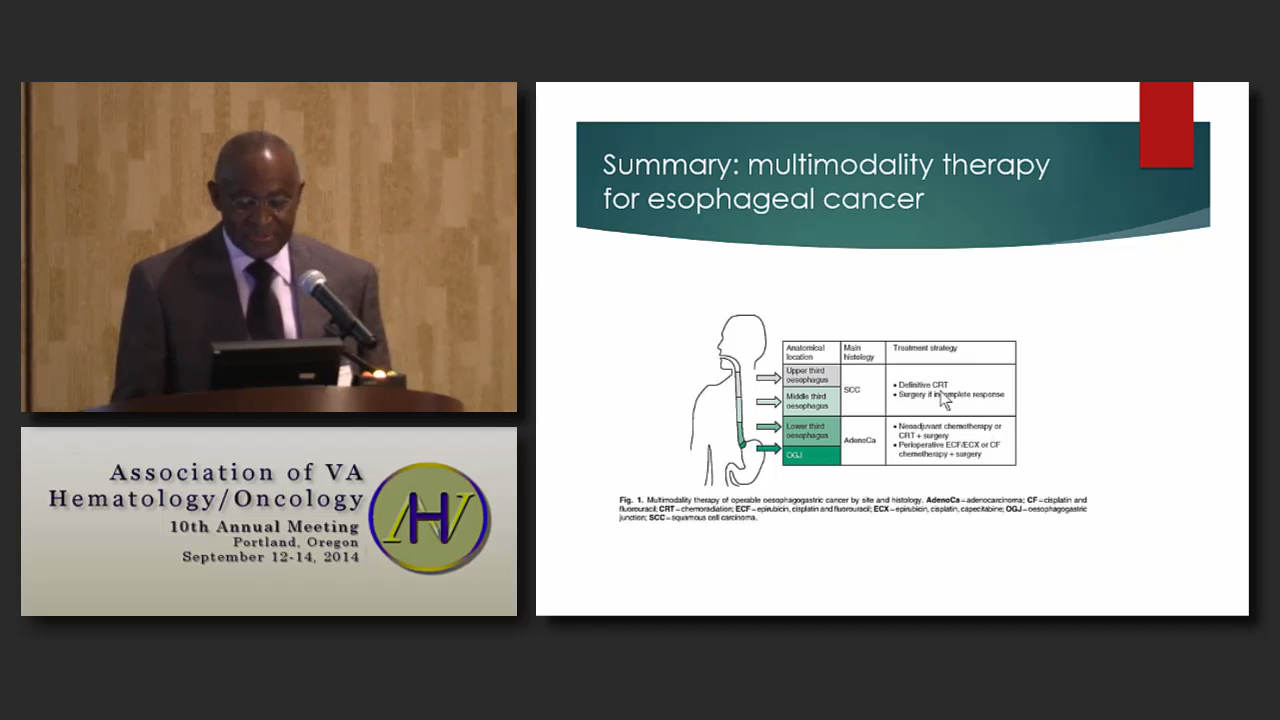 Association of VA
Hematology/Oncology
10th Annual Meeting
Portland, Oregon
September 12-14, 2014
Summary: multimodality therapy
for esophageal cancer
Anatomical
location
Main
histology
Treatment strategy
Upper third
oesophagus
Middle third
oesophagus
SCC
• Definitive CRT
• Surgery if incomplete response
Lower third
oesophagus
OGJ
AdenoCa
• Neoadjuvant chemotherapy or
CRT + surgery
• Perioperative ECF/ECX or CF
chemotherapy + surgery
Fig. 1. Multimodality therapy of operable oesophagogastric cancer by site and histology. AdenoCa = adenocarcinoma; CF = cisplatin and
fluorouracil; CRT = chemoradiation; ECF = epirubicin, cisplatin and fluorouracil; ECX = epirubicin, cisplatin, capecitabine; OGJ = oesophagogastric
junction; SCC = squamous cell carcinoma.